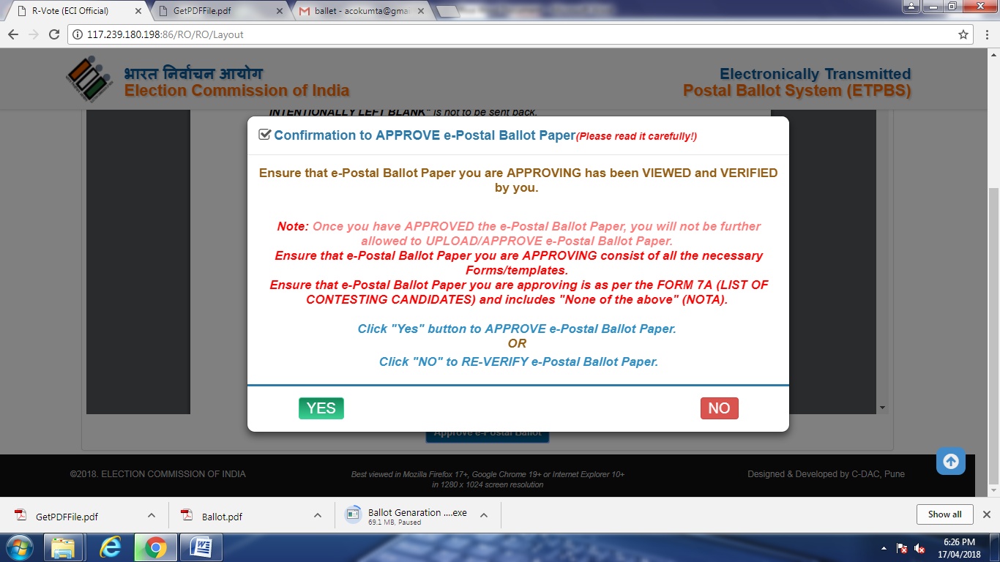 R-Vote (ECI Official)
GetPDFFile.pdf
ballet - acokumta@gma
117.239.180.198:86/RO/RO/Layout
भारत निर्वाचन आयोग
Election Commission of India
Electronically Transmitted
Postal Ballot System (ETPBS)
INTENTIONALLY LEFT BLANK" is not to be sent back.
Confirmation to APPROVE e-Postal Ballot Paper(Please read it carefully!)
Ensure that e-Postal Ballot Paper you are APPROVING has been VIEWED and VERIFIED
by you.
Note: Once you have APPROVED the e-Postal Ballot Paper, you will not be further
allowed to UPLOAD/APPROVE e-Postal Ballot Paper.
Ensure that e-Postal Ballot Paper you are APPROVING consist of all the necessary
Forms/templates.
Ensure that e-Postal Ballot Paper you are approving is as per the FORM 7A (LIST OF
CONTESTING CANDIDATES) and includes "None of the above" (NOTA).
Click "Yes" button to APPROVE e-Postal Ballot Paper.
OR
Click "NO" to RE-VERIFY e-Postal Ballot Paper.
YES
NO
Approve e-Postal Ballot
©2018. ELECTION COMMISSION OF INDIA
Best viewed in Mozilla Firefox 17+, Google Chrome 19+ or Internet Explorer 10+
in 1280 x 1024 screen resolution
Designed & Developed by C-DAC, Pune
GetPDFFile.pdf
Ballot.pdf
Ballot Genaration ....exe
69.1 MB, Paused
Show all
6:26 PM
17/04/2018